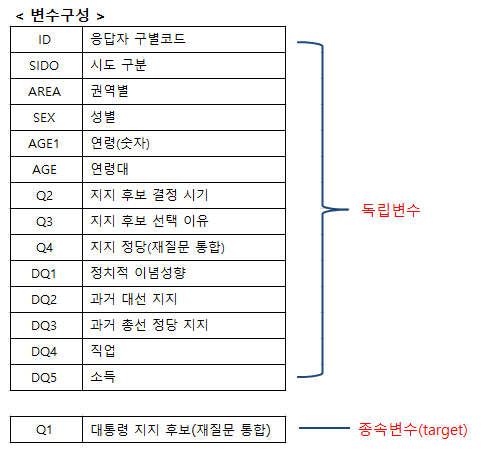 < 변수구성 >
ID 응답자 구별코드
SIDO 시도 구분
AREA 권역별
SEX 성별
AGE1 연령(숫자)
AGE 연령대
Q2 지지 후보 결정 시기
Q3 지지 후보 선택 이유
Q4 지지 정당(재질문 통합)
DQ1 정치적 이념성향
DQ2 과거 대선 지지
DQ3 과거 총선 정당 지지
DQ4 직업
DQ5 소득
독립변수
Q1 대통령 지지 후보(재질문 통합)
종속변수(target)